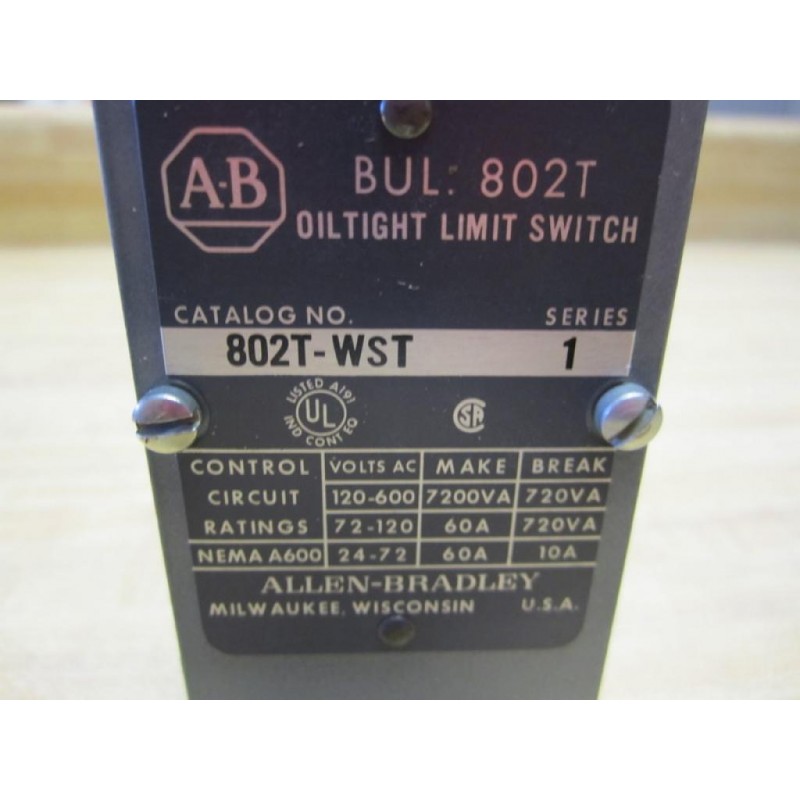 A-B
BUL. 802T
OILTIGHT LIMIT SWITCH
CATALOG NO. SERIES
802T-WST 1
LISTED A191
UL
IND CONT EQ
SA
CONTROL VOLTS AC MAKE BREAK
CIRCUIT 120-600 7200VA 720VA
RATINGS 72-120 60A 720VA
NEMA A600 24-72 60A 10A
ALLEN-BRADLEY
MILWAUKEE, WISCONSIN U.S.A.